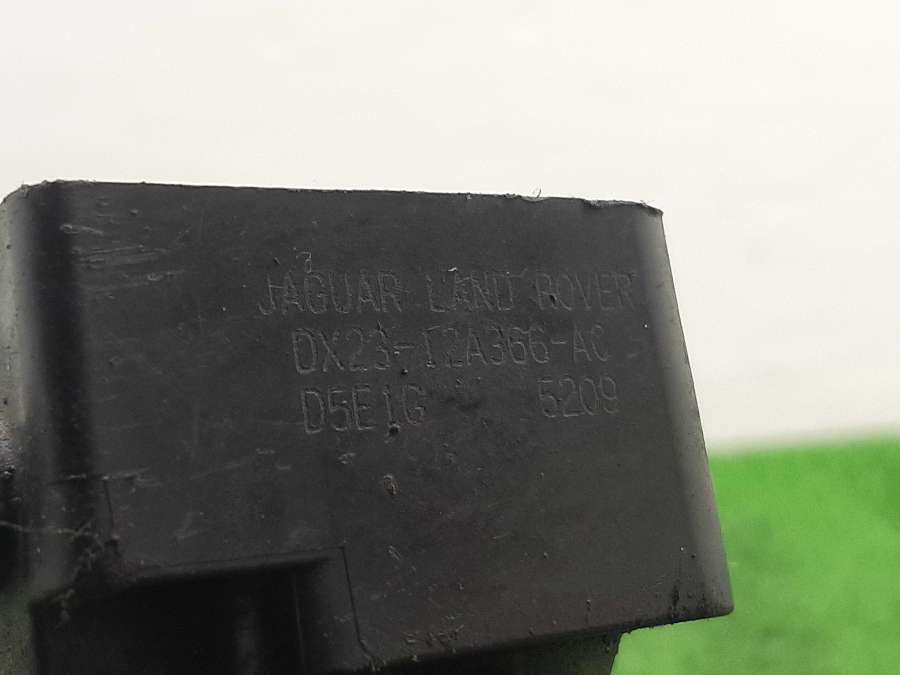 JAGUAR LAND ROVER
DX23-12A366-AC
D5E1G 5209